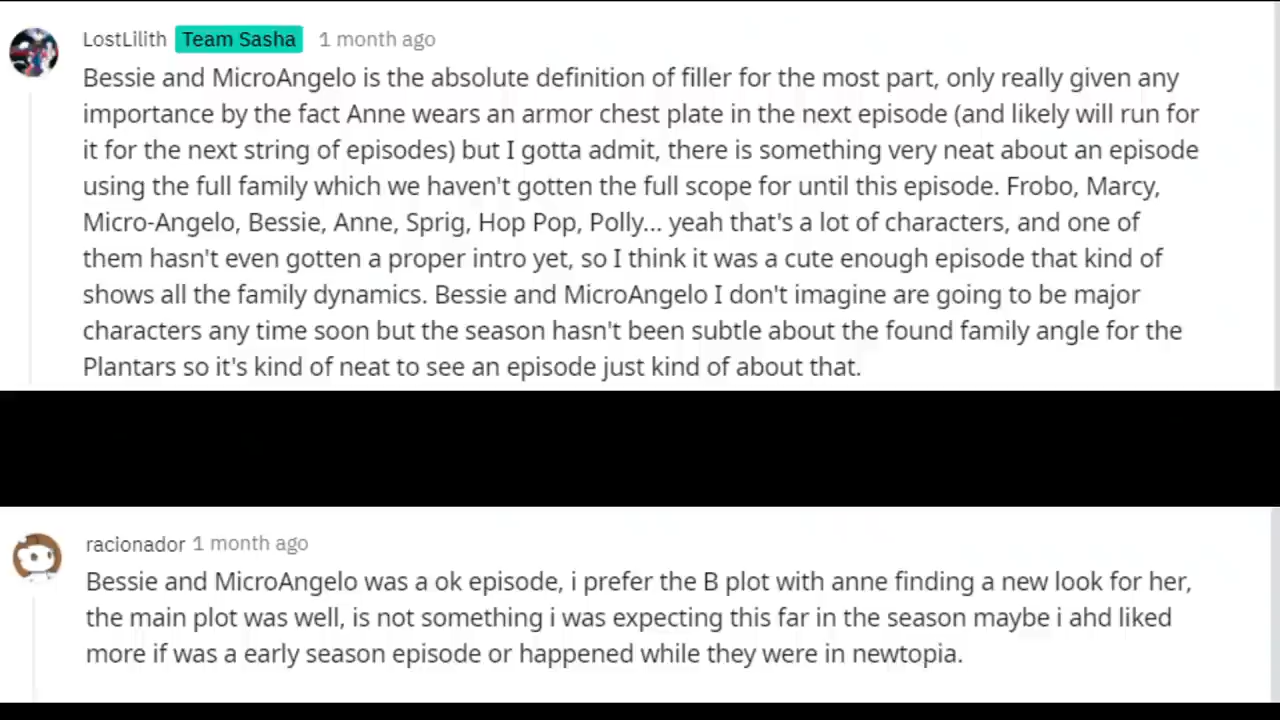 LostLilith Team Sasha 1 month ago
Bessie and MicroAngelo is the absolute definition of filler for the most part, only really given any
importance by the fact Anne wears an armor chest plate in the next episode (and likely will run for
it for the next string of episodes) but I gotta admit, there is something very neat about an episode
using the full family which we haven't gotten the full scope for until this episode. Frobo, Marcy,
Micro-Angelo, Bessie, Anne, Sprig, Hop Pop, Polly... yeah that's a lot of characters, and one of
them hasn't even gotten a proper intro yet, so I think it was a cute enough episode that kind of
shows all the family dynamics. Bessie and MicroAngelo I don't imagine are going to be major
characters any time soon but the season hasn't been subtle about the found family angle for the
Plantars so it's kind of neat to see an episode just kind of about that.
racionador 1 month ago
Bessie and MicroAngelo was a ok episode, i prefer the B plot with anne finding a new look for her,
the main plot was well, is not something i was expecting this far in the season maybe i ahd liked
more if was a early season episode or happened while they were in newtopia.